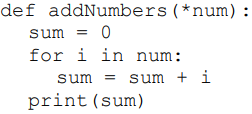 def addNumbers(*num):
    sum = 0
    for i in num:
        sum = sum + i
    print(sum)